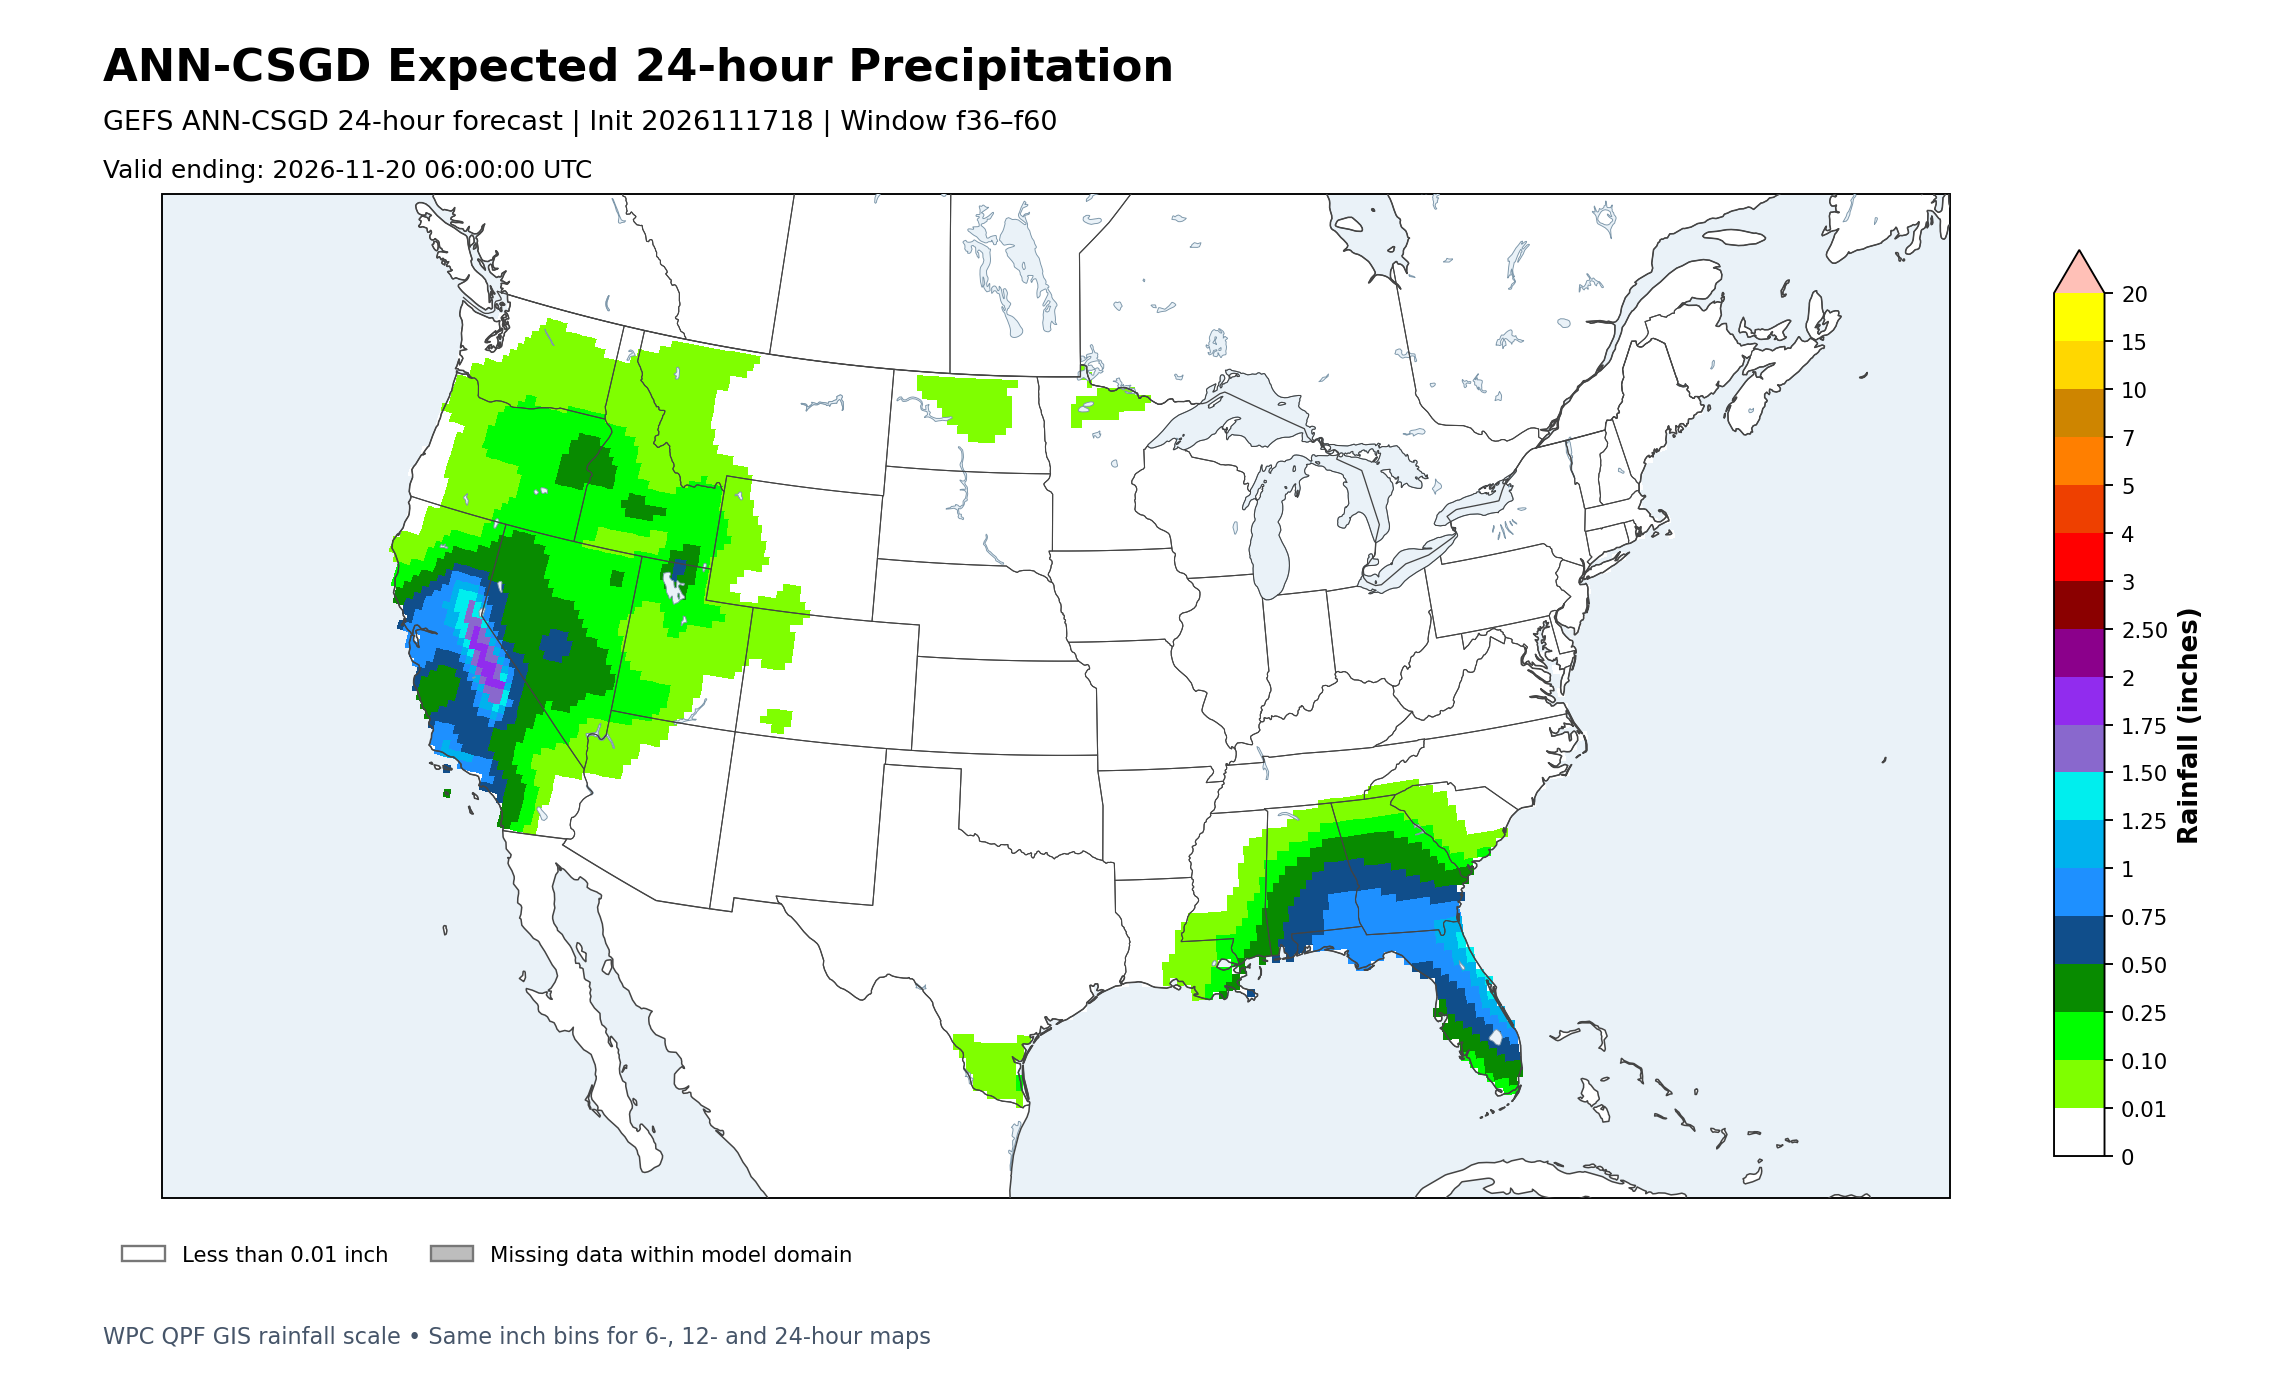 ANN-CSGD Expected 24-hour Precipitation
GEFS ANN-CSGD 24-hour forecast | Init 2026111718 | Window f36–f60
Valid ending: 2026-11-20 06:00:00 UTC
20
15
10
7
5
4
3
2.50
2
1.75
1.50
1.25
1
0.75
0.50
0.25
0.10
0.01
0
Rainfall (inches)
Less than 0.01 inch
Missing data within model domain
WPC QPF GIS rainfall scale • Same inch bins for 6-, 12- and 24-hour maps